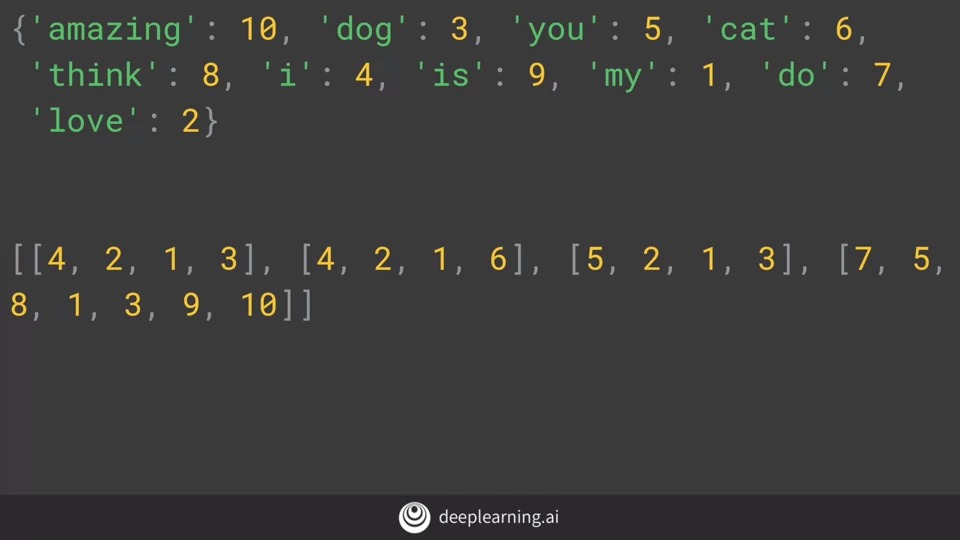 {'amazing': 10, 'dog': 3, 'you': 5, 'cat': 6,
'think': 8, 'i': 4, 'is': 9, 'my': 1, 'do': 7,
'love': 2}
[[4, 2, 1, 3], [4, 2, 1, 6], [5, 2, 1, 3], [7, 5,
8, 1, 3, 9, 10]]
deeplearning.ai